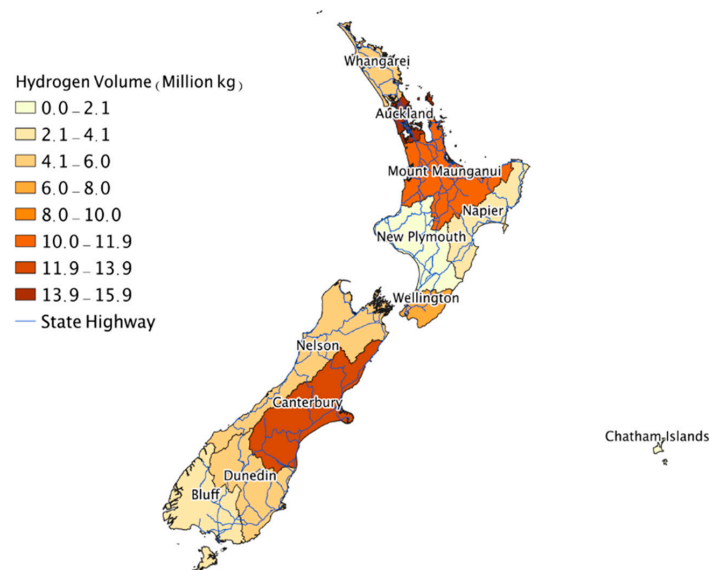 Hydrogen Volume (Million kg)
0.0 – 2.1
2.1 – 4.1
4.1 – 6.0
6.0 – 8.0
8.0 – 10.0
10.0 – 11.9
11.9 – 13.9
13.9 – 15.9
State Highway
Whangarei
Auckland
Mount Maunganui
Napier
New Plymouth
Wellington
Nelson
Canterbury
Chatham Islands
Dunedin
Bluff